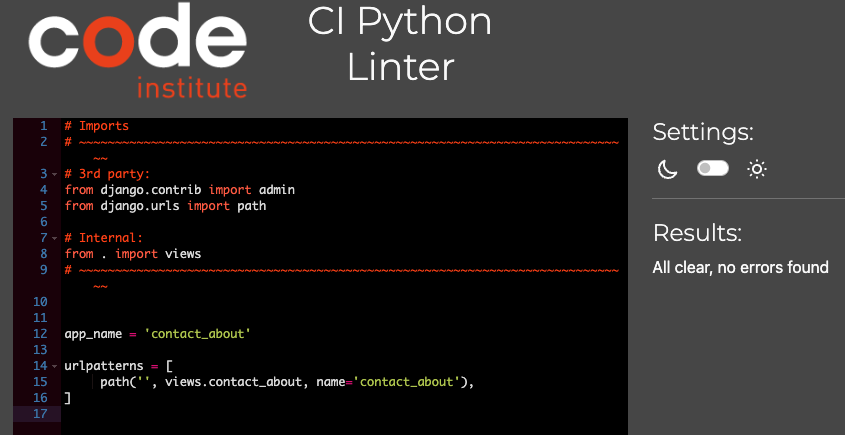 code
institute
CI Python
Linter
1 # Imports
2 # ~~~~~~~~~~~~~~~~~~~~~~~~~~~~~~~~~~~~~~~~~~~~~~~~~~~~~~~~~~~~~~~~~~~~~~~~~~~
~~
3 # 3rd party:
4 from django.contrib import admin
5 from django.urls import path
6
7 # Internal:
8 from . import views
9 # ~~~~~~~~~~~~~~~~~~~~~~~~~~~~~~~~~~~~~~~~~~~~~~~~~~~~~~~~~~~~~~~~~~~~~~~~~~~
~~
10
11
12 app_name = 'contact_about'
13
14 urlpatterns = [
15     path('', views.contact_about, name='contact_about'),
16 ]
17
Settings:
Results:
All clear, no errors found